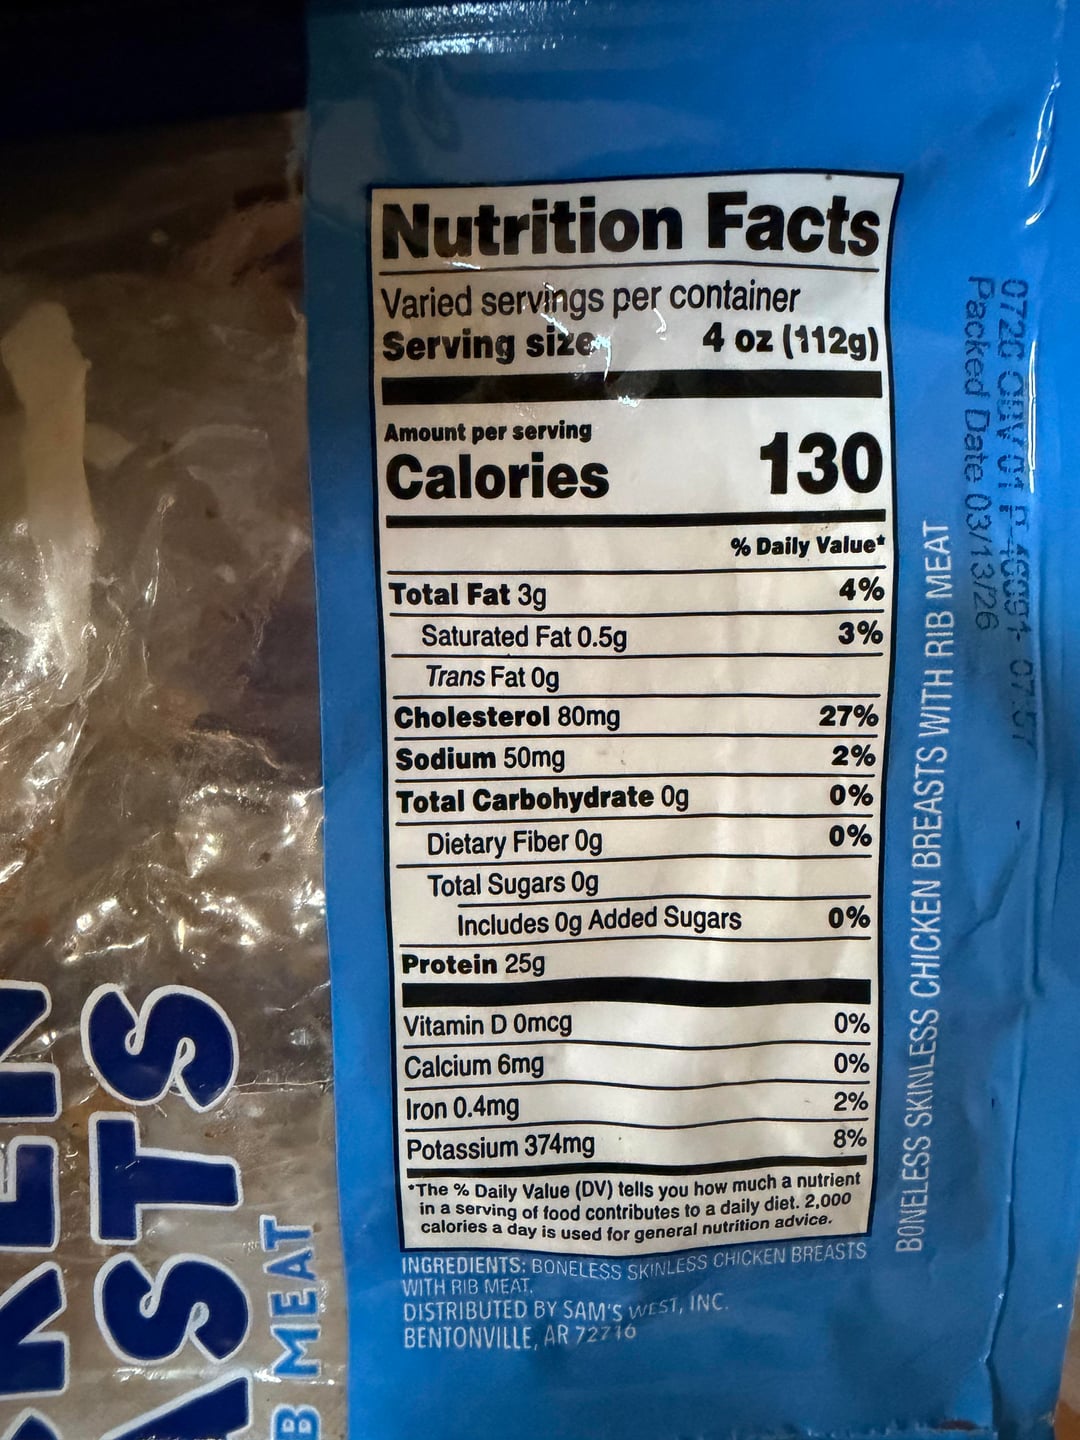 Nutrition Facts
Varied servings per container
Serving size 4 oz (112g)
Amount per serving
Calories 130
% Daily Value*
Total Fat 3g 4%
Saturated Fat 0.5g 3%
Trans Fat 0g
Cholesterol 80mg 27%
Sodium 50mg 2%
Total Carbohydrate 0g 0%
Dietary Fiber 0g 0%
Total Sugars 0g
Includes 0g Added Sugars 0%
Protein 25g
Vitamin D 0mcg 0%
Calcium 6mg 0%
Iron 0.4mg 2%
Potassium 374mg 8%
*The % Daily Value (DV) tells you how much a nutrient
in a serving of food contributes to a daily diet. 2,000
calories a day is used for general nutrition advice.
INGREDIENTS: BONELESS SKINLESS CHICKEN BREASTS
WITH RIB MEAT.
DISTRIBUTED BY SAM'S WEST, INC.
BENTONVILLE, AR 72716
BONELESS SKINLESS CHICKEN BREASTS WITH RIB MEAT
Packed Date 03/13/26
ASTS
B MEAT